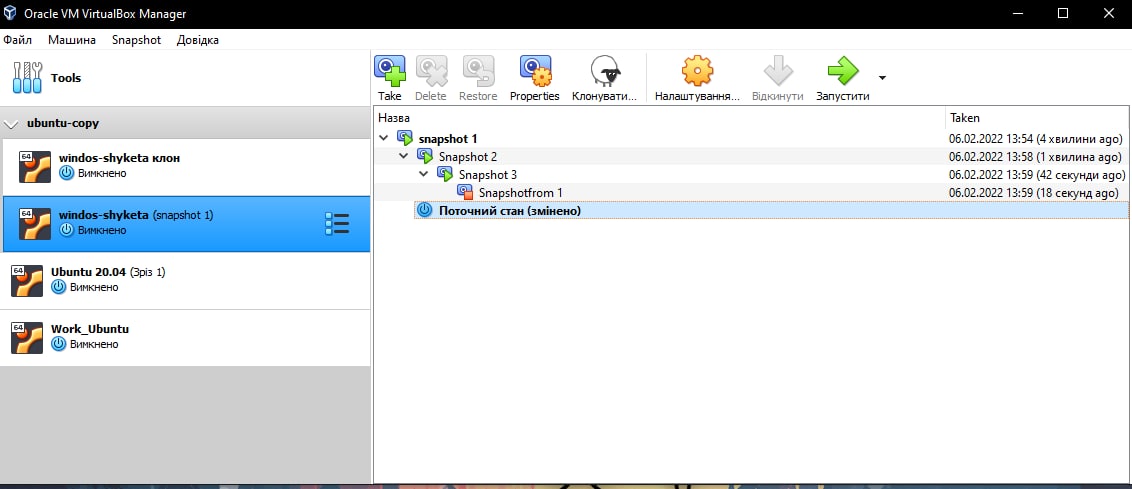 Oracle VM VirtualBox Manager
Файл Машина Snapshot Довідка
Tools
ubuntu-copy
64
windos-shyketa клон
Вимкнено
64
windos-shyketa (snapshot 1)
Вимкнено
64
Ubuntu 20.04 (Зріз 1)
Вимкнено
64
Work_Ubuntu
Вимкнено
Take Delete Restore Properties Клонувати... Налаштування... Відкинути Запустити
Назва Taken
snapshot 1 06.02.2022 13:54 (4 хвилини ago)
Snapshot 2 06.02.2022 13:58 (1 хвилина ago)
Snapshot 3 06.02.2022 13:59 (42 секунди ago)
Snapshotfrom 1 06.02.2022 13:59 (18 секунд ago)
Поточний стан (змінено)